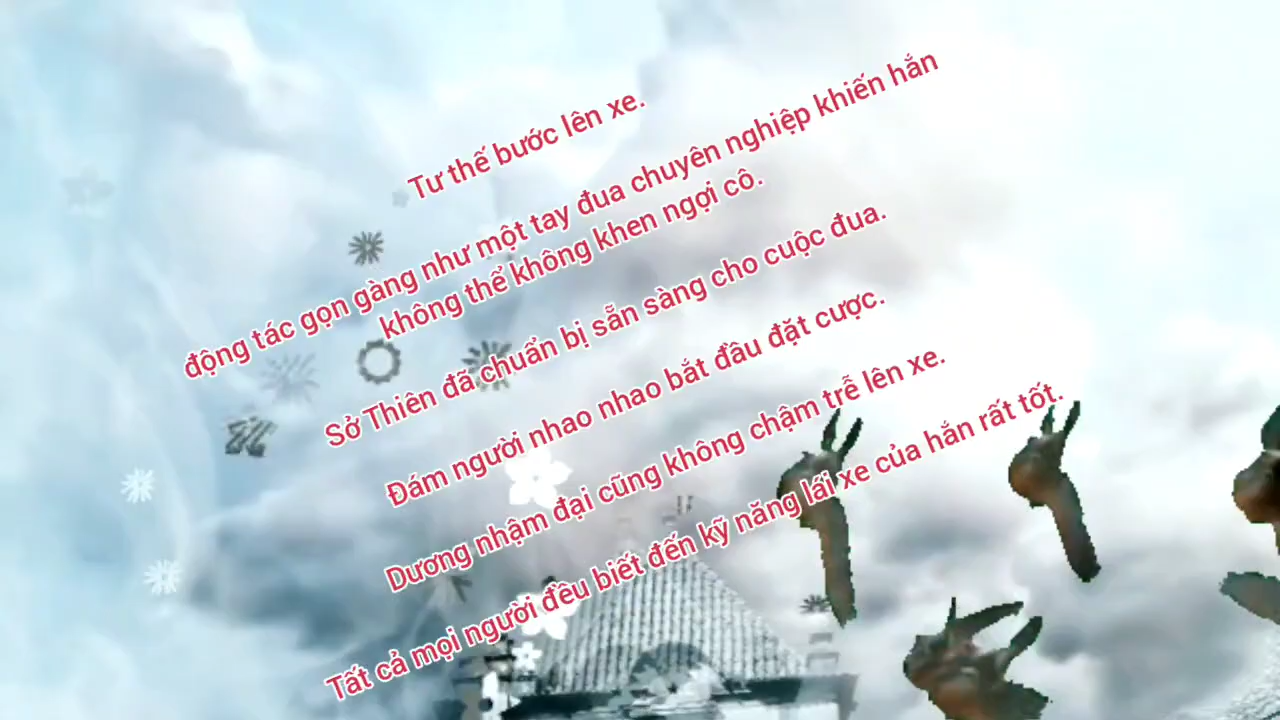 Tư thế bước lên xe.
động tác gọn gàng như một tay đua chuyên nghiệp khiến hắn
không thể không khen ngợi cô.
Sở Thiên đã chuẩn bị sẵn sàng cho cuộc đua.
Đám người nhao nhao bắt đầu đặt cược.
Dương nhậm đại cũng không chậm trễ lên xe.
Tất cả mọi người đều biết đến kỹ năng lái xe của hắn rất tốt.